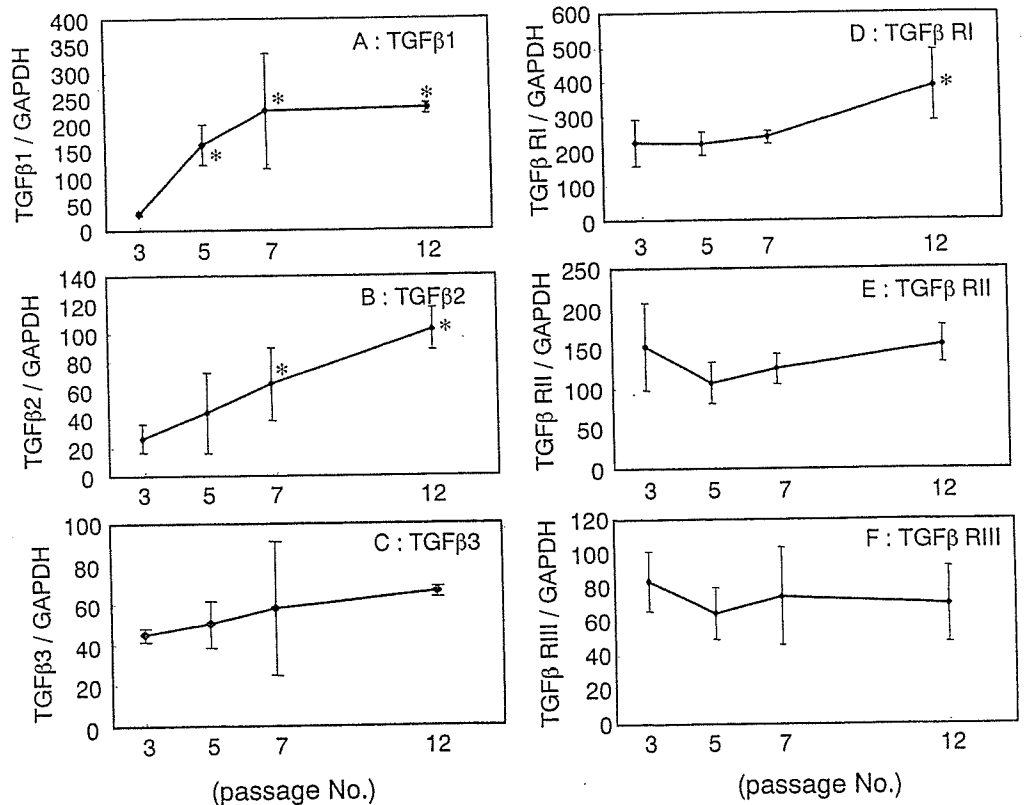 A : TGFβ1
TGFβ1 / GAPDH
400
350
300
250
200
150
100
50
0
*
*
*
3 5 7 12
B : TGFβ2
TGFβ2 / GAPDH
140
120
100
80
60
40
20
0
*
*
3 5 7 12
C : TGFβ3
TGFβ3 / GAPDH
100
80
60
40
20
0
3 5 7 12
(passage No.)
D : TGFβ RI
TGFβ RI / GAPDH
600
500
400
300
200
100
0
*
3 5 7 12
E : TGFβ RII
TGFβ RII / GAPDH
250
200
150
100
50
0
3 5 7 12
F : TGFβ RIII
TGFβ RIII / GAPDH
120
100
80
60
40
20
0
3 5 7 12
(passage No.)